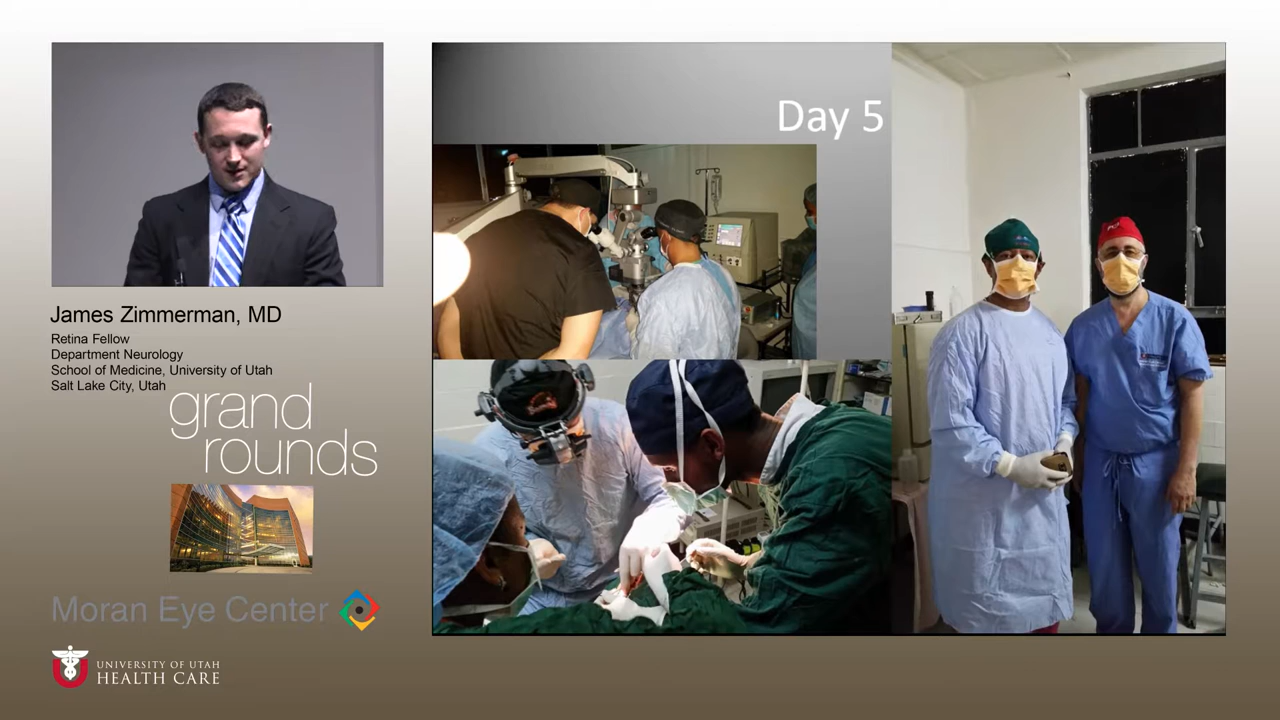 Day 5
James Zimmerman, MD
Retina Fellow
Department Neurology
School of Medicine, University of Utah
Salt Lake City, Utah
grand
rounds
Moran Eye Center
UNIVERSITY OF UTAH
HEALTH CARE